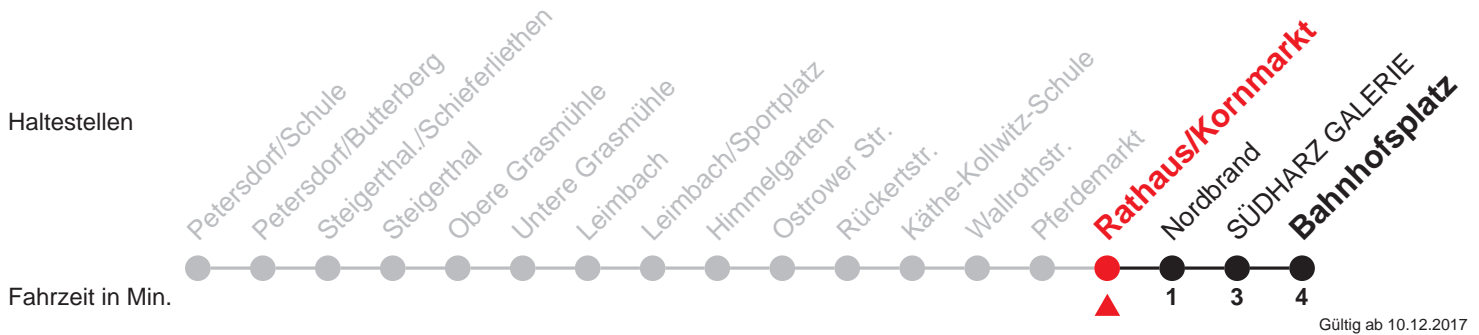 Haltestellen
Petersdorf/Schule
Petersdorf/Butterberg
Steigerthal./Schieferliethen
Steigerthal
Obere Grasmühle
Untere Grasmühle
Leimbach
Leimbach/Sportplatz
Himmelgarten
Ostrower Str.
Rückertstr.
Käthe-Kollwitz-Schule
Wallrothstr.
Pferdemarkt
Rathaus/Kornmarkt
Nordbrand
SÜDHARZ GALERIE
Bahnhofsplatz
Fahrzeit in Min.
1 3 4
Gültig ab 10.12.2017